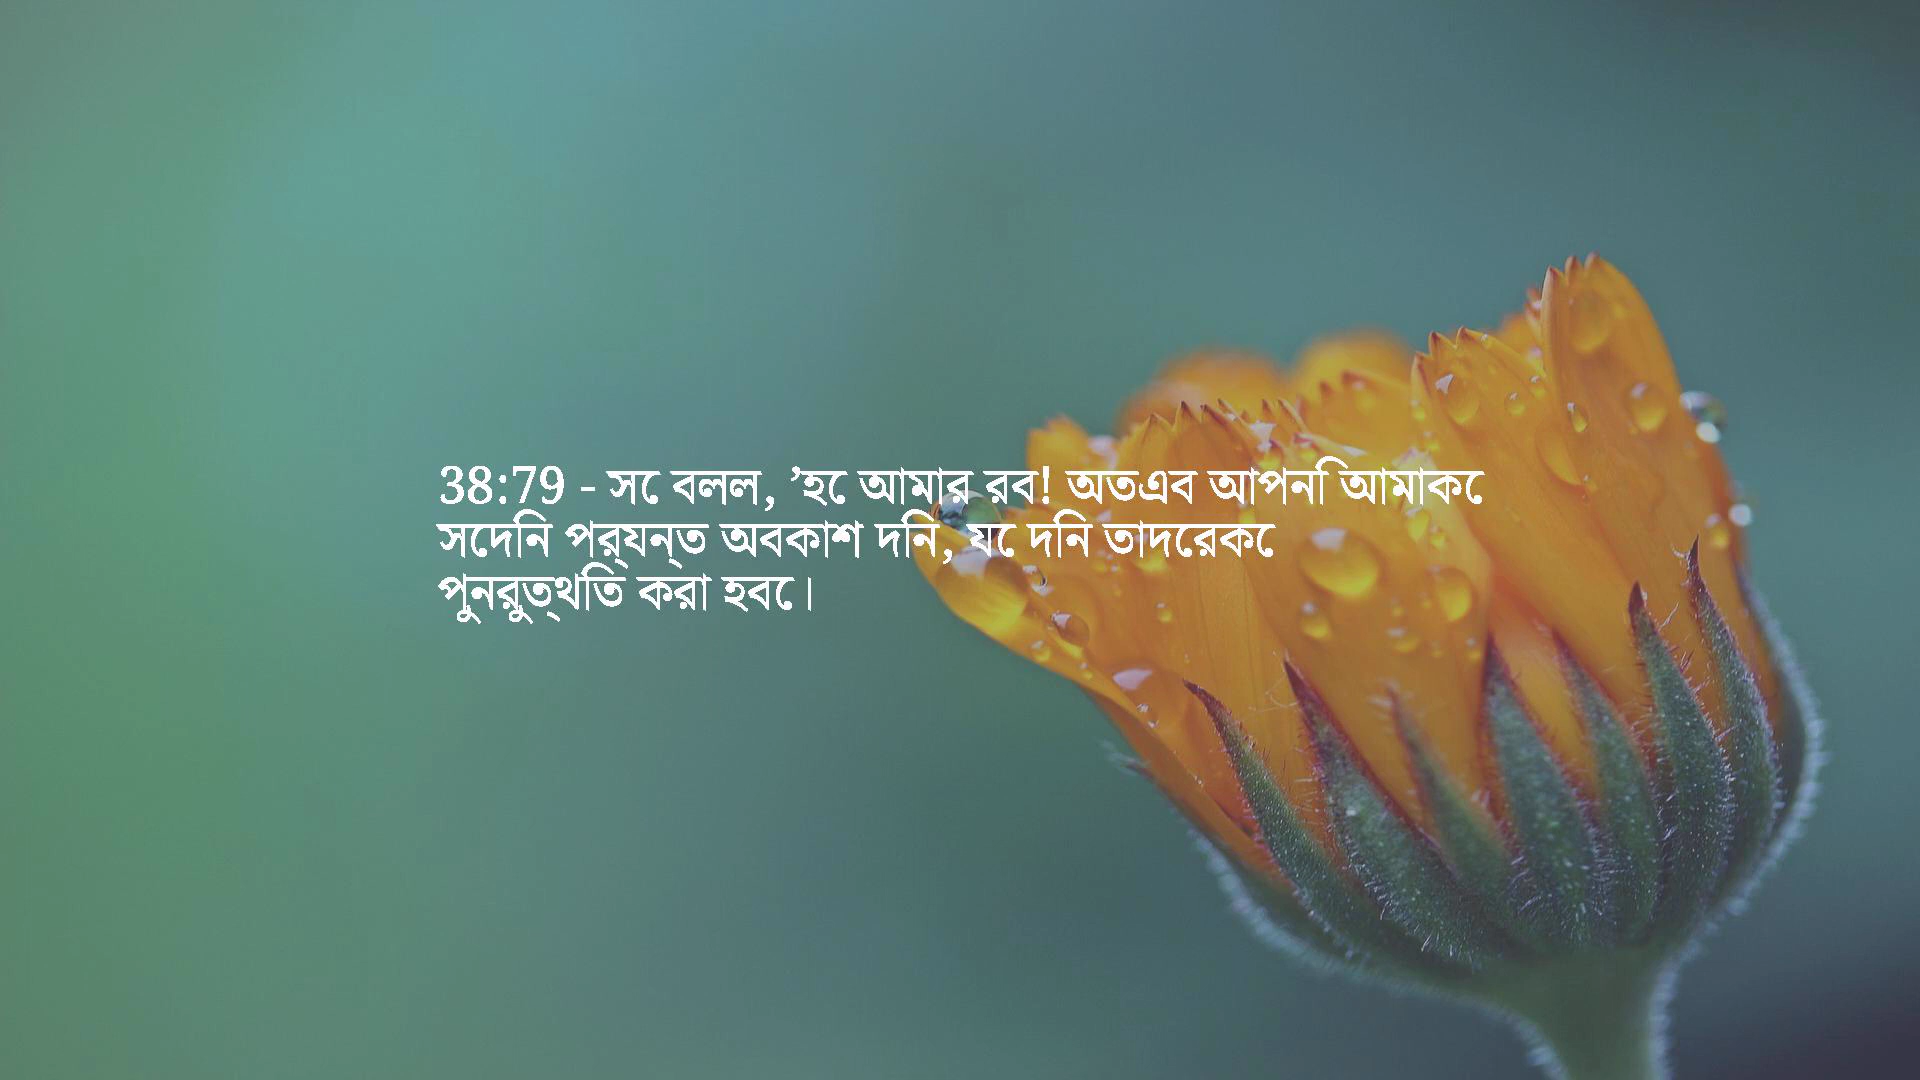 38:79 - সে বলল, ’হে আমার রব! অতএব আপনি আমাকে
সেদিন পর্যন্ত অবকাশ দিন, যে দিন তাদেরকে
পুনরুত্থিত করা হবে।